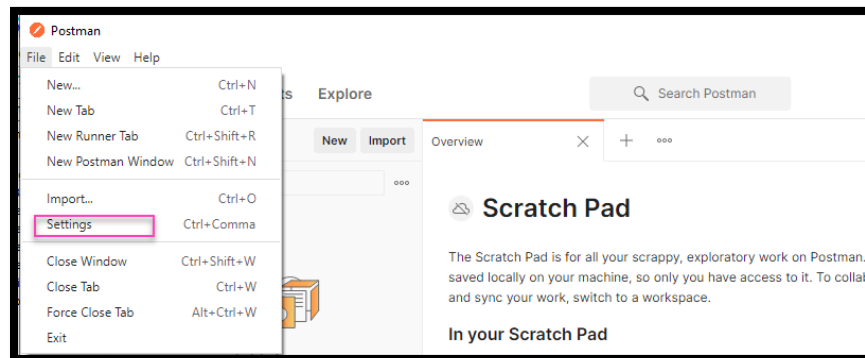 Postman
File Edit View Help
New... Ctrl+N
New Tab Ctrl+T
New Runner Tab Ctrl+Shift+R
New Postman Window Ctrl+Shift+N
Import... Ctrl+O
Settings Ctrl+Comma
Close Window Ctrl+Shift+W
Close Tab Ctrl+W
Force Close Tab Alt+Ctrl+W
Exit
Explore
Search Postman
New Import
Overview
Scratch Pad
The Scratch Pad is for all your scrappy, exploratory work on Postman.
saved locally on your machine, so only you have access to it. To collab
and sync your work, switch to a workspace.
In your Scratch Pad